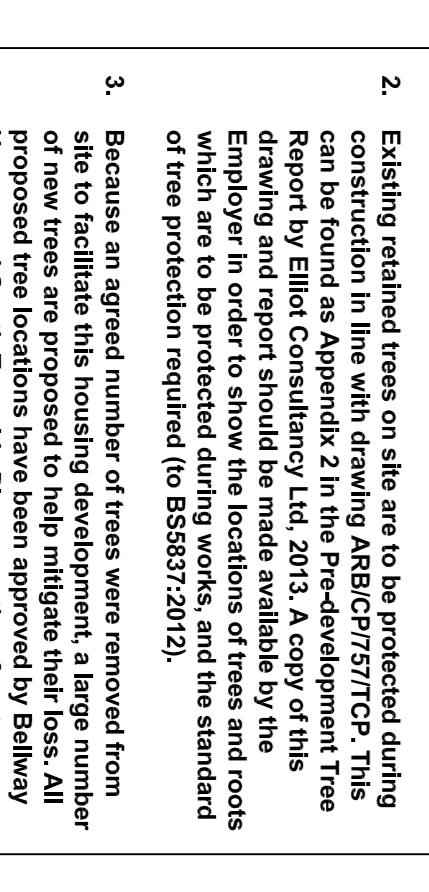 2. Existing retained trees on site are to be protected during
construction in line with drawing ARB/CP/757/TCP. This
can be found as Appendix 2 in the Pre-development Tree
Report by Elliot Consultancy Ltd, 2013. A copy of this
drawing and report should be made available by the
Employer in order to show the locations of trees and roots
which are to be protected during works, and the standard
of tree protection required (to BS5837:2012).
3. Because an agreed number of trees were removed from
site to facilitate this housing development, a large number
of new trees are proposed to help mitigate their loss. All
proposed tree locations have been approved by Bellway